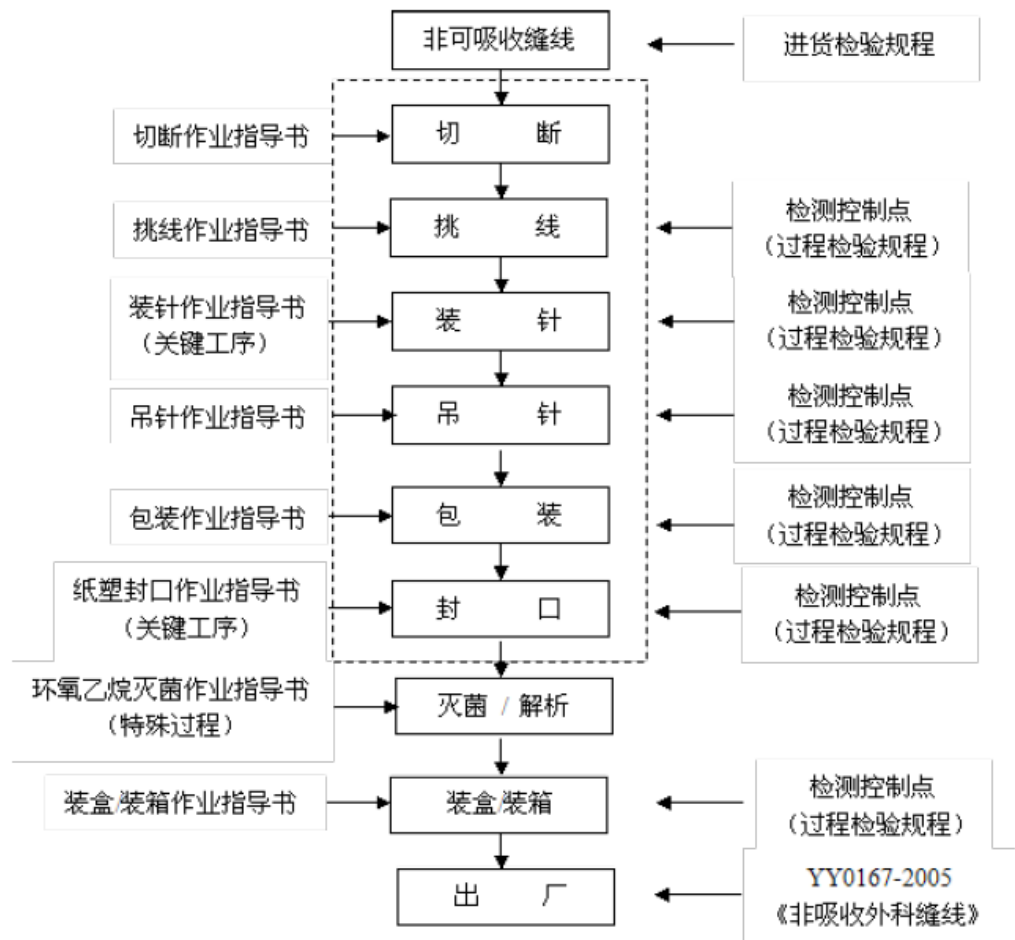 非可吸收缝线
进货检验规程
切断作业指导书
切 断
挑线作业指导书
挑 线
检测控制点
（过程检验规程）
装针作业指导书
（关键工序）
装 针
检测控制点
（过程检验规程）
吊针作业指导书
吊 针
检测控制点
（过程检验规程）
包装作业指导书
包 装
检测控制点
（过程检验规程）
纸塑封口作业指导书
（关键工序）
封 口
检测控制点
（过程检验规程）
环氧乙烷灭菌作业指导书
（特殊过程）
灭菌 / 解析
装盒/装箱作业指导书
装盒/装箱
检测控制点
（过程检验规程）
出 厂
YY0167-2005
《非吸收外科缝线》